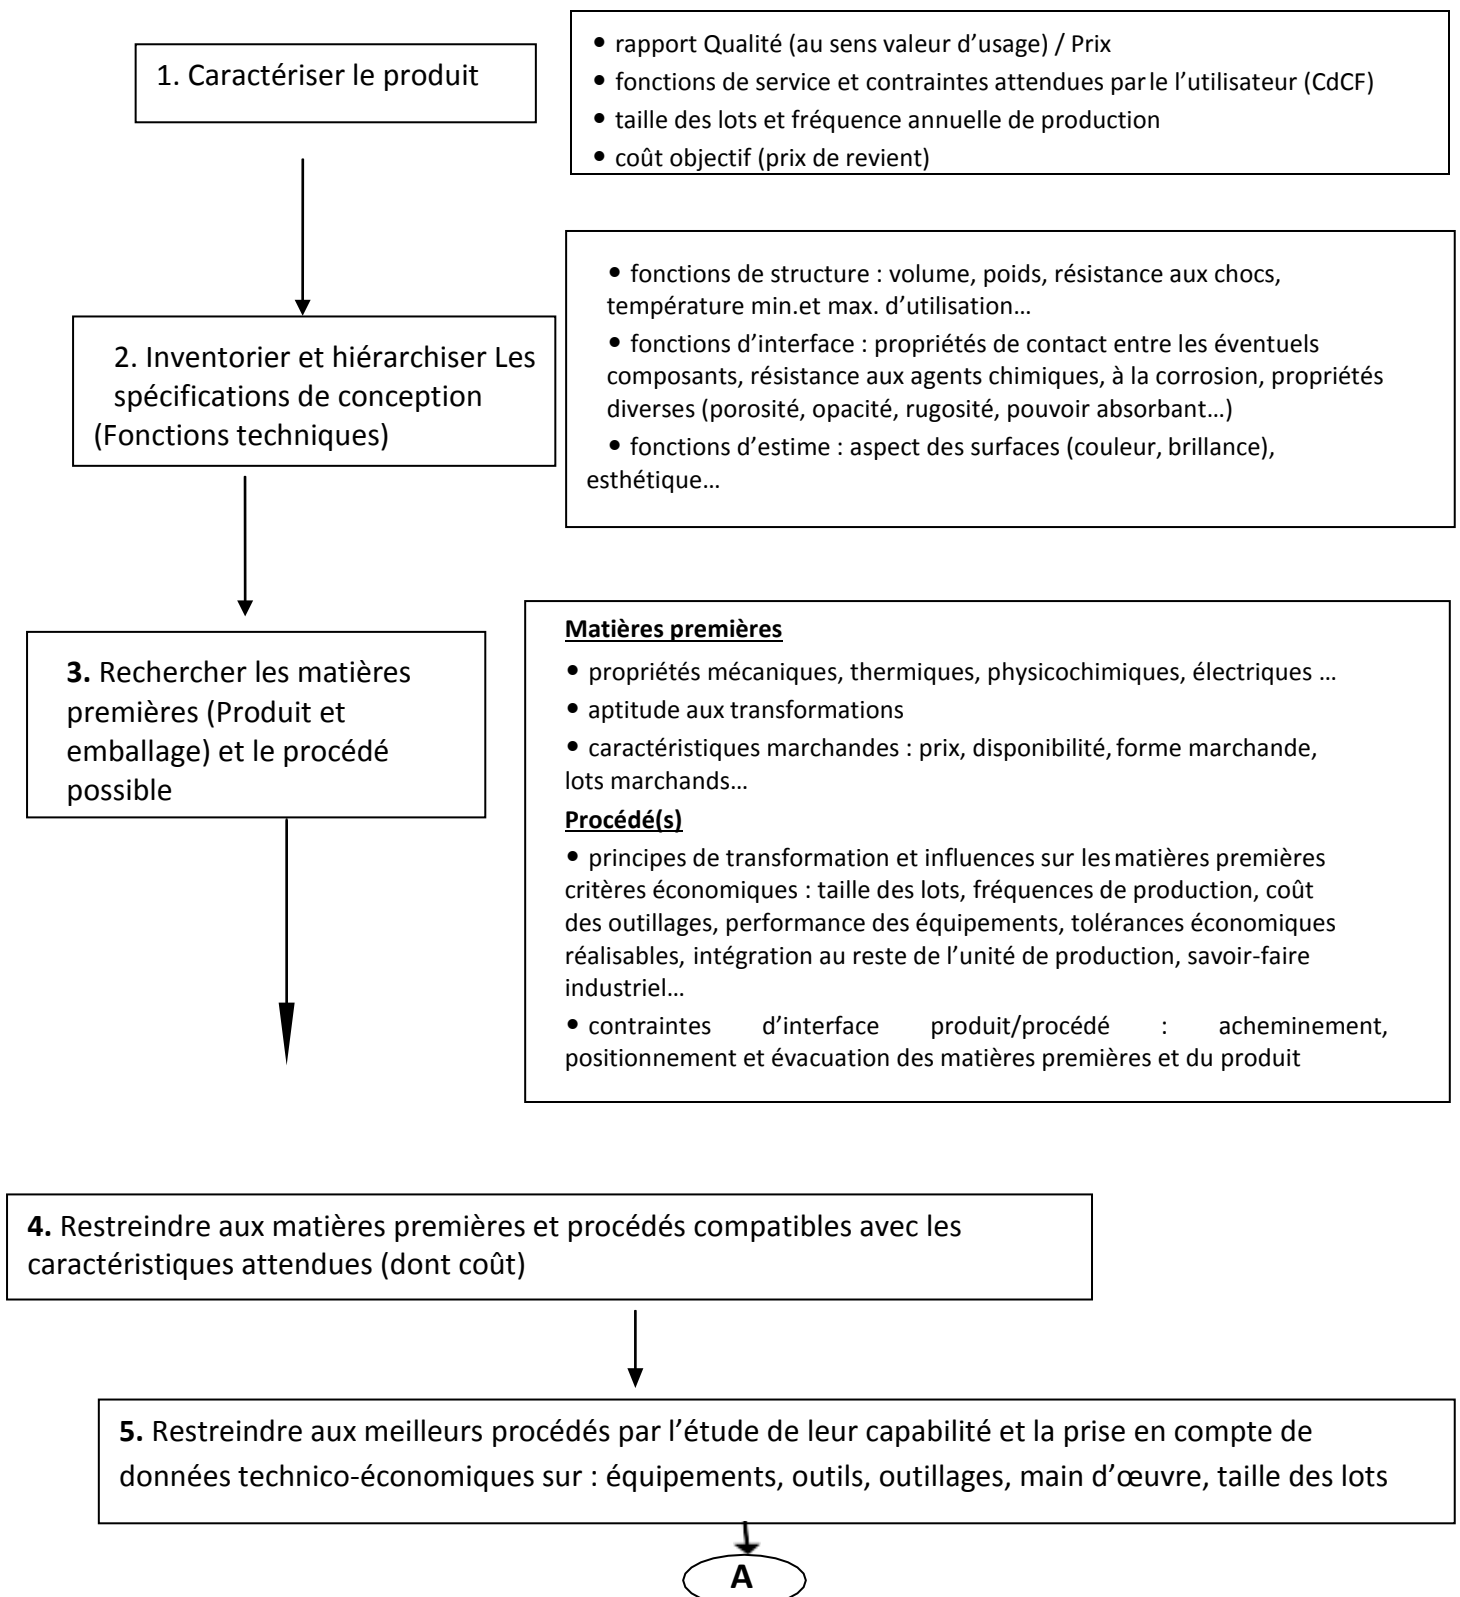 1. Caractériser le produit
• rapport Qualité (au sens valeur d’usage) / Prix
• fonctions de service et contraintes attendues par le l’utilisateur (CdCF)
• taille des lots et fréquence annuelle de production
• coût objectif (prix de revient)
2. Inventorier et hiérarchiser Les
spécifications de conception
(Fonctions techniques)
• fonctions de structure : volume, poids, résistance aux chocs,
température min.et max. d’utilisation…
• fonctions d’interface : propriétés de contact entre les éventuels
composants, résistance aux agents chimiques, à la corrosion, propriétés
diverses (porosité, opacité, rugosité, pouvoir absorbant…)
• fonctions d’estime : aspect des surfaces (couleur, brillance),
esthétique…
3. Rechercher les matières
premières (Produit et
emballage) et le procédé
possible
Matières premières
• propriétés mécaniques, thermiques, physicochimiques, électriques …
• aptitude aux transformations
• caractéristiques marchandes : prix, disponibilité, forme marchande,
lots marchands…
Procédé(s)
• principes de transformation et influences sur les matières premières
critères économiques : taille des lots, fréquences de production, coût
des outillages, performance des équipements, tolérances économiques
réalisables, intégration au reste de l’unité de production, savoir-faire
industriel…
• contraintes d’interface produit/procédé : acheminement,
positionnement et évacuation des matières premières et du produit
4. Restreindre aux matières premières et procédés compatibles avec les
caractéristiques attendues (dont coût)
5. Restreindre aux meilleurs procédés par l’étude de leur capabilité et la prise en compte de
données technico-économiques sur : équipements, outils, outillages, main d’œuvre, taille des lots
A